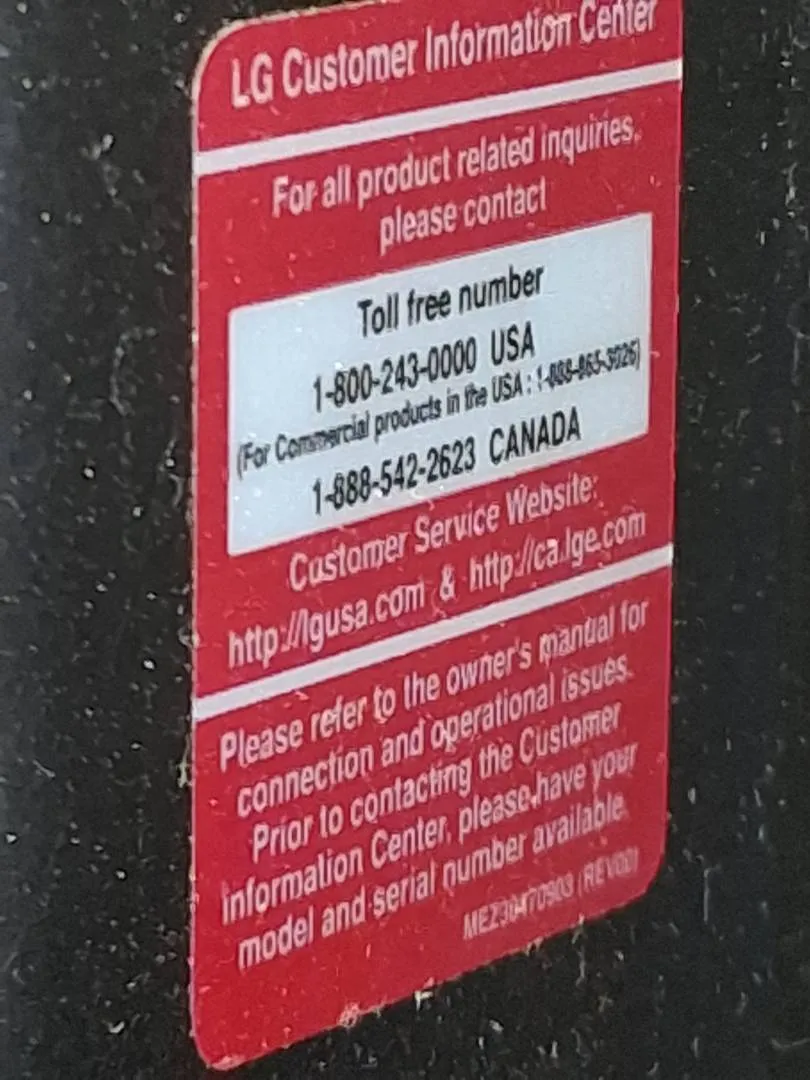 LG Customer Information Center
For all product related inquiries,
please contact
Toll free number
1-800-243-0000 USA
(For Commercial products in the USA : 1-888-865-3026)
1-888-542-2623 CANADA
Customer Service Website:
http://lgusa.com & http://ca.lge.com
Please refer to the owner's manual for
connection and operational issues.
Prior to contacting the Customer
Information Center, please have your
model and serial number available.
(REV00)